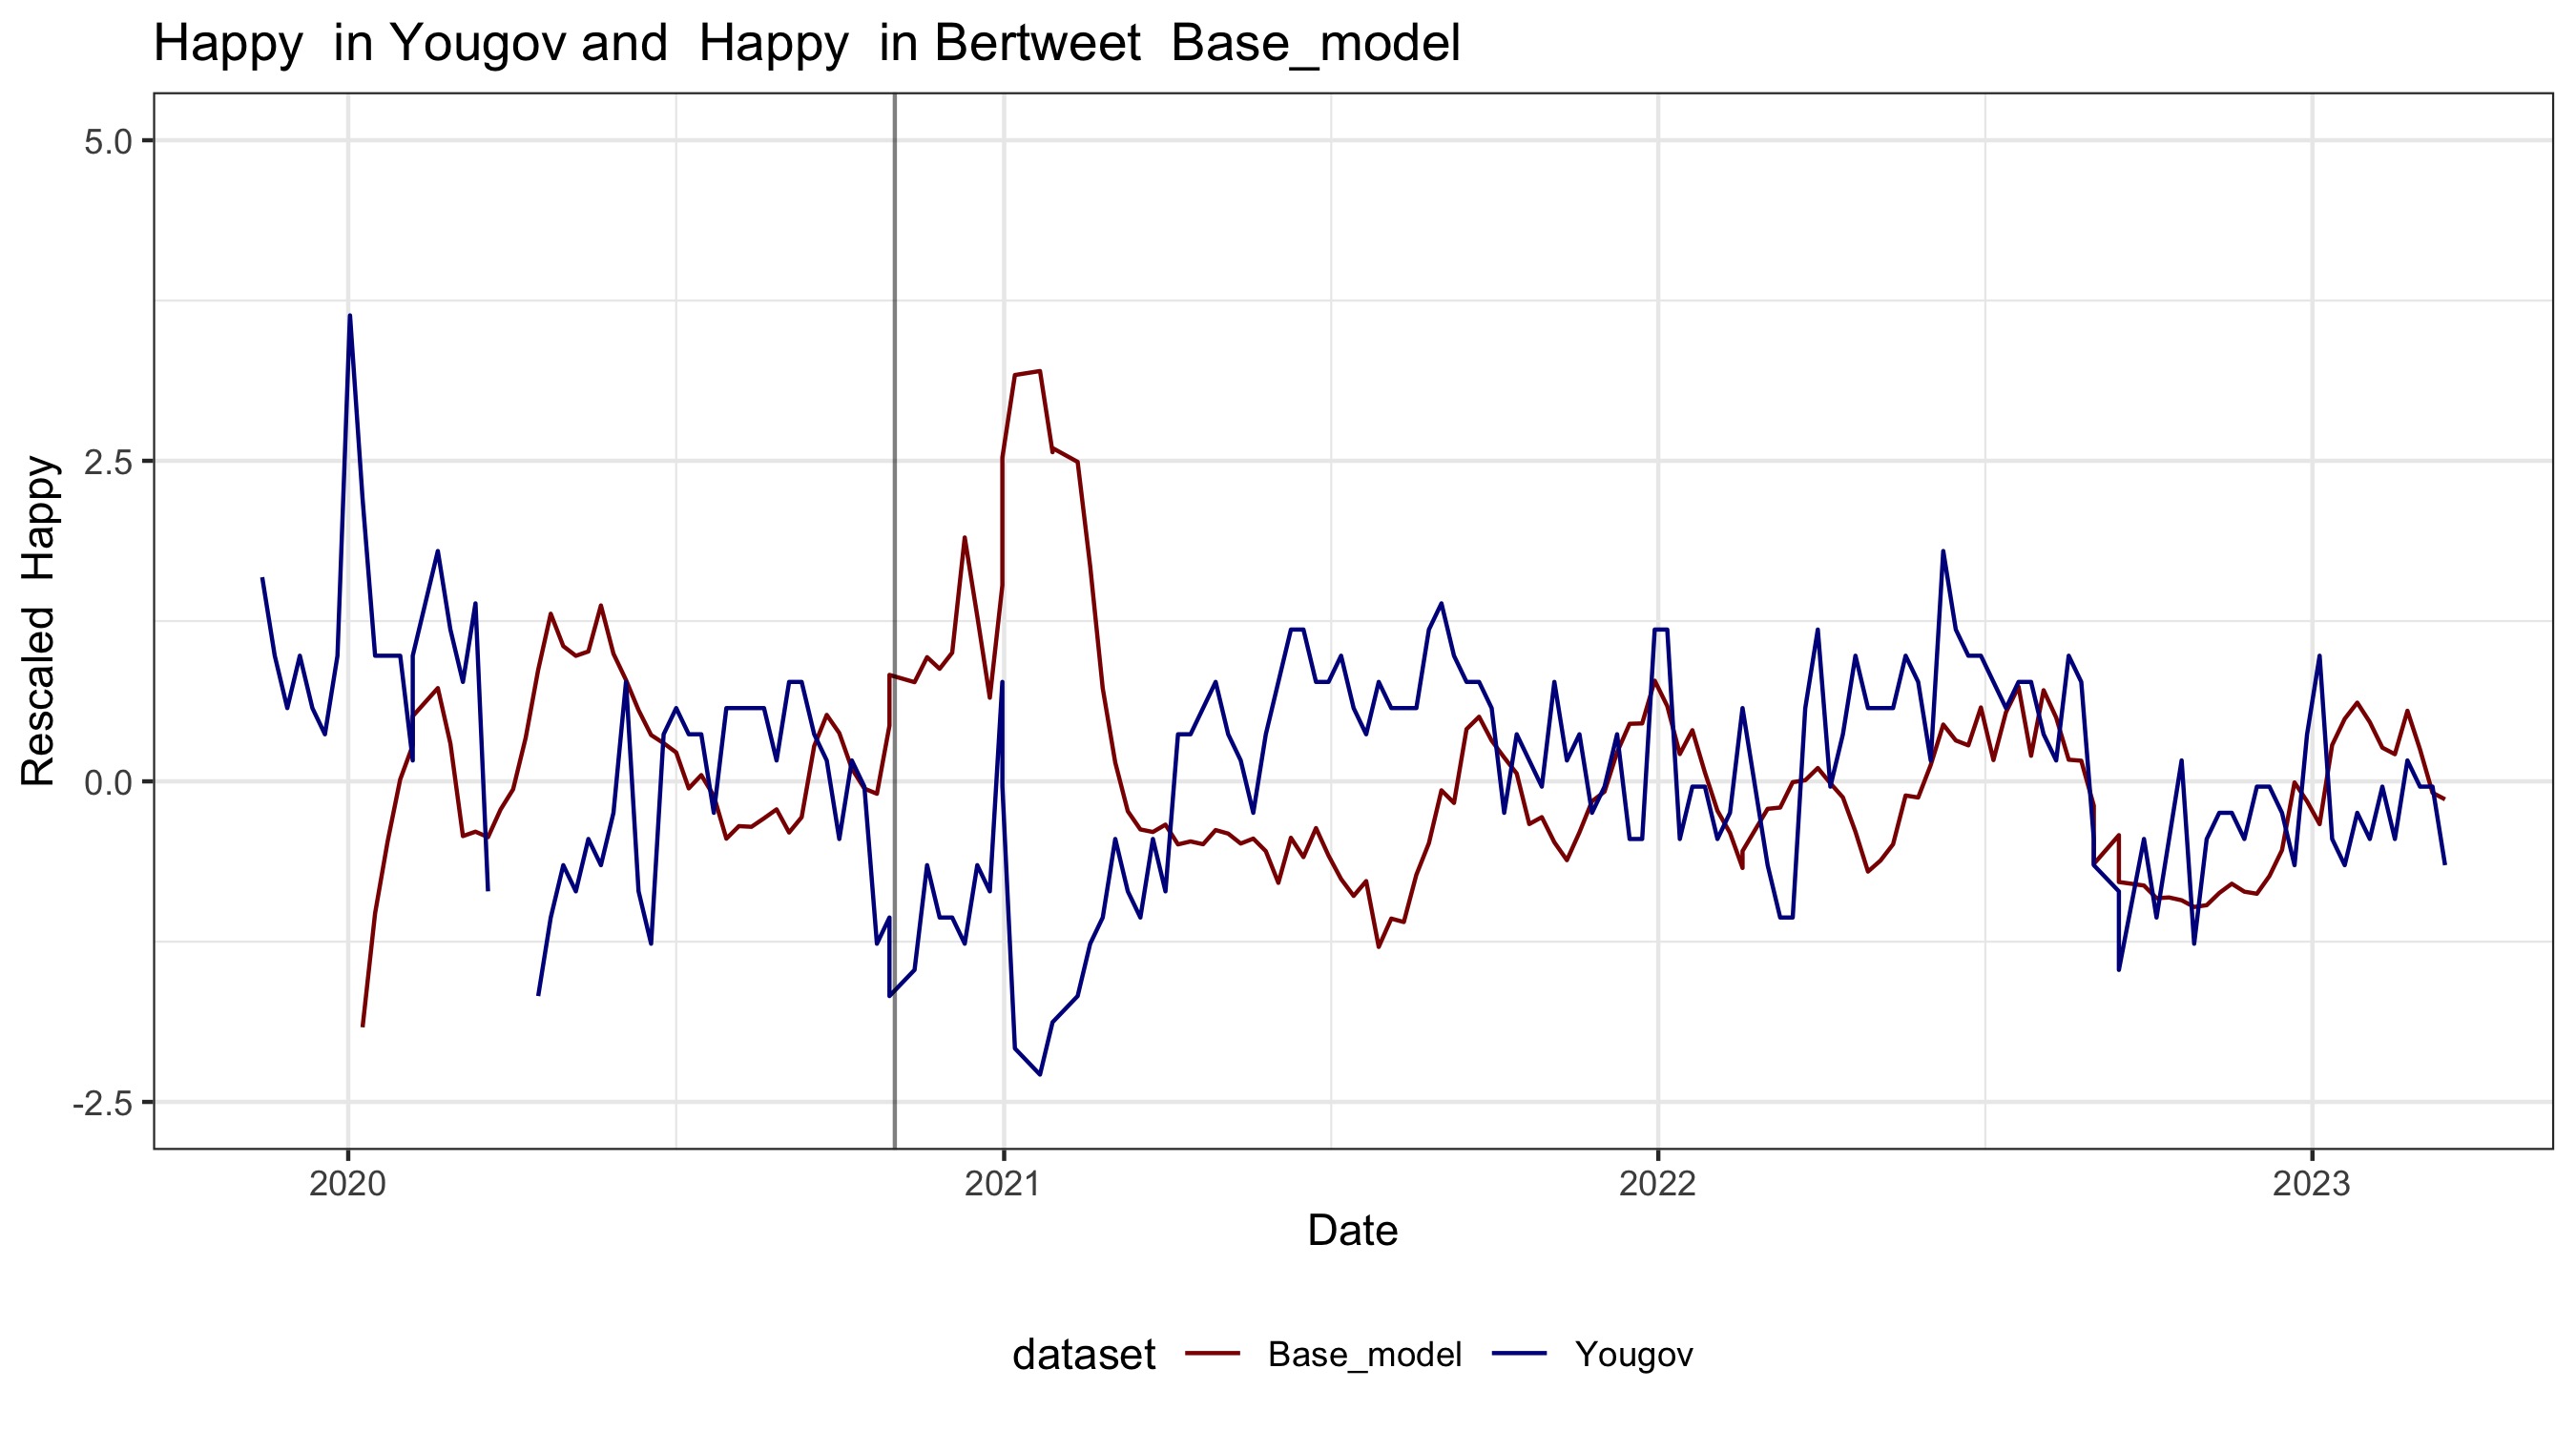 Happy  in Yougov and  Happy  in Bertweet  Base_model
Rescaled  Happy
5.0
2.5
0.0
-2.5
2020
2021
2022
2023
Date
dataset Base_model Yougov